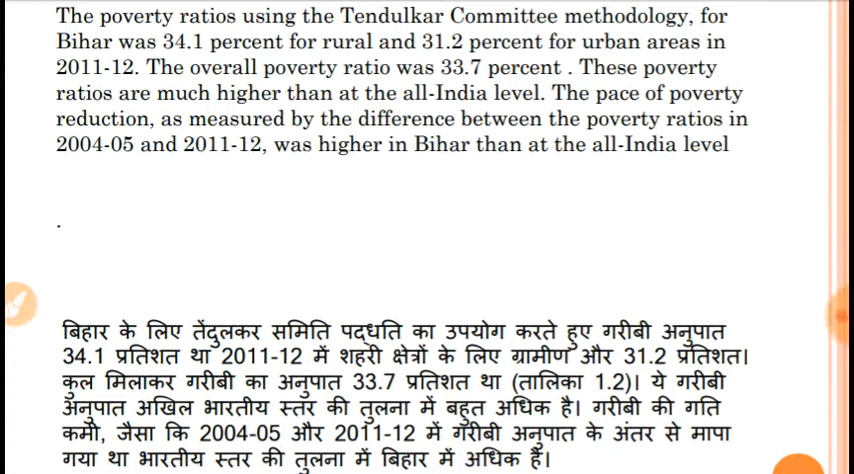 The poverty ratios using the Tendulkar Committee methodology, for
Bihar was 34.1 percent for rural and 31.2 percent for urban areas in
2011-12. The overall poverty ratio was 33.7 percent . These poverty
ratios are much higher than at the all-India level. The pace of poverty
reduction, as measured by the difference between the poverty ratios in
2004-05 and 2011-12, was higher in Bihar than at the all-India level
.
बिहार के लिए तेंदुलकर समिति पद्धति का उपयोग करते हुए गरीबी अनुपात
34.1 प्रतिशत था 2011-12 में शहरी क्षेत्रों के लिए ग्रामीण और 31.2 प्रतिशत।
कुल मिलाकर गरीबी का अनुपात 33.7 प्रतिशत था (तालिका 1.2)। ये गरीबी
अनुपात अखिल भारतीय स्तर की तुलना में बहुत अधिक है। गरीबी की गति
कमी, जैसा कि 2004-05 और 2011-12 में गरीबी अनुपात के अंतर से मापा
गया था भारतीय स्तर की तुलना में बिहार में अधिक हैं।